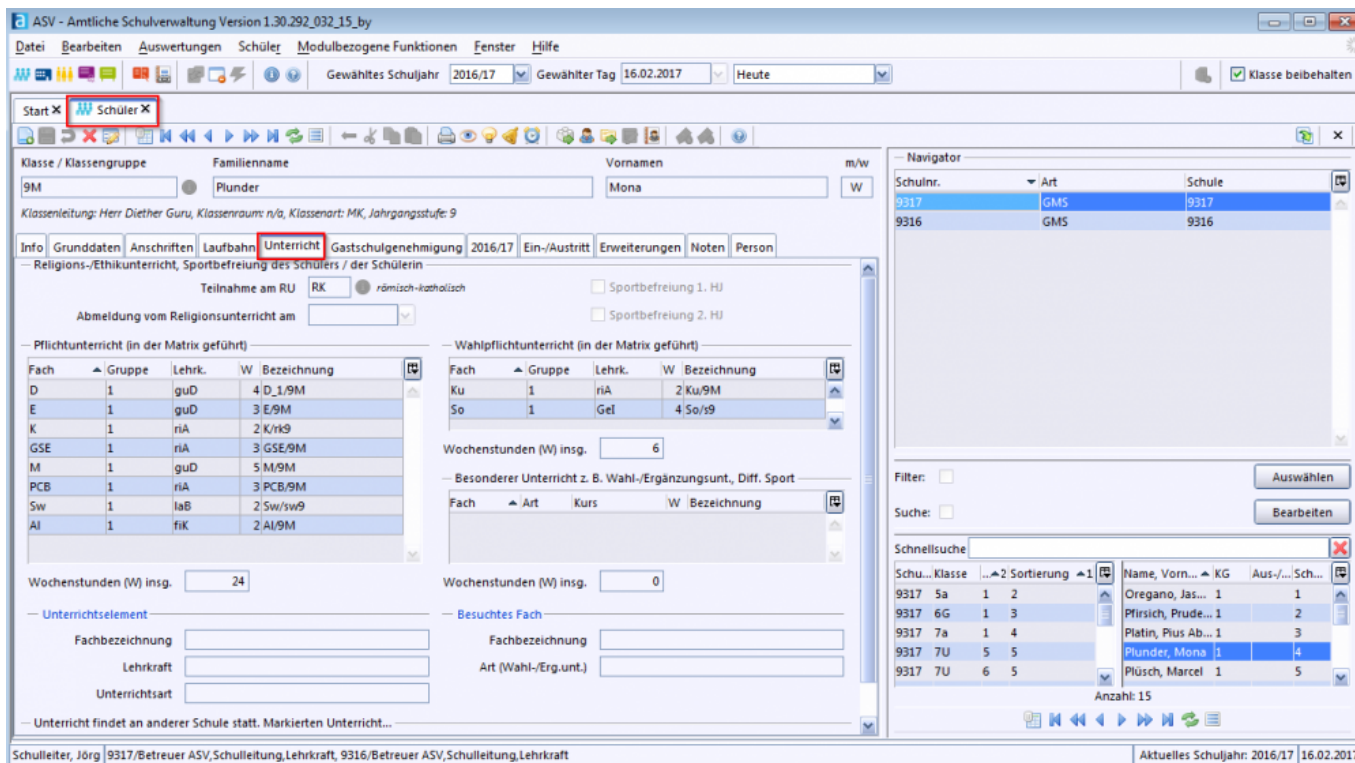 ASV - Amtliche Schulverwaltung Version 1.30.292_032_15_by
Datei Bearbeiten Auswertungen Schüler Modulbezogene Funktionen Fenster Hilfe
Gewähltes Schuljahr 2016/17 Gewählter Tag 16.02.2017 Heute Klasse beibehalten
Start Schüler
Klasse / Klassengruppe Familienname Vornamen m/w
9M Plunder Mona W
Klassenleitung: Herr Diether Guru, Klassenraum: n/a, Klassenart: MK, Jahrgangsstufe: 9
Info Grunddaten Anschriften Laufbahn Unterricht Gastschulgenehmigung 2016/17 Ein-/Austritt Erweiterungen Noten Person
Religions-/Ethikunterricht, Sportbefreiung des Schülers / der Schülerin
Teilnahme am RU RK römisch-katholisch Sportbefreiung 1. HJ
Abmeldung vom Religionsunterricht am Sportbefreiung 2. HJ
Pflichtunterricht (in der Matrix geführt)
Fach Gruppe Lehrk. W Bezeichnung
D 1 guD 4 D_1/9M
E 1 guD 3 E/9M
K 1 riA 2 K/rk9
GSE 1 riA 3 GSE/9M
M 1 guD 5 M/9M
PCB 1 riA 3 PCB/9M
Sw 1 laB 2 Sw/sw9
AI 1 fiK 2 AI/9M
Wochenstunden (W) insg. 24
Wahlpflichtunterricht (in der Matrix geführt)
Fach Gruppe Lehrk. W Bezeichnung
Ku 1 riA 2 Ku/9M
So 1 GeI 4 So/s9
Wochenstunden (W) insg. 6
Besonderer Unterricht z. B. Wahl-/Ergänzungsunt., Diff. Sport
Fach Art Kurs W Bezeichnung
Wochenstunden (W) insg. 0
Unterrichtselement
Fachbezeichnung
Lehrkraft
Unterrichtsart
Besuchtes Fach
Fachbezeichnung
Art (Wahl-/Erg.unt.)
Unterricht findet an anderer Schule statt. Markierten Unterricht...
Navigator
Schulnr. Art Schule
9317 GMS 9317
9316 GMS 9316
Filter: Auswählen
Suche: Bearbeiten
Schnellsuche
Schu... Klasse ...2 Sortierung 1
9317 5a 1 2
9317 6G 1 3
9317 7a 1 4
9317 7U 5 5
9317 7U 6 5
Name, Vorn... KG Aus-/... Sch...
Oregano, Jas... 1 1
Pfirsich, Prude... 1 2
Platin, Pius Ab... 1 3
Plunder, Mona 1 4
Plüsch, Marcel 1 5
Anzahl: 15
Schulleiter, Jörg 9317/Betreuer ASV,Schulleitung,Lehrkraft, 9316/Betreuer ASV,Schulleitung,Lehrkraft Aktuelles Schuljahr: 2016/17 16.02.2017